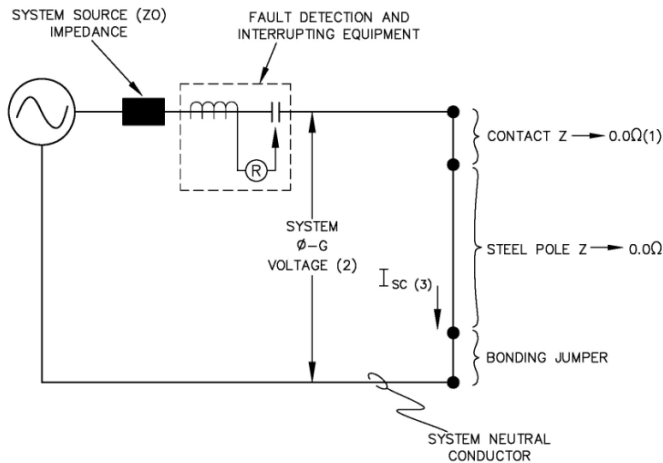 SYSTEM SOURCE (ZO)
IMPEDANCE
FAULT DETECTION AND
INTERRUPTING EQUIPMENT
R
CONTACT Z → 0.0Ω(1)
SYSTEM
Ø-G
VOLTAGE (2)
STEEL POLE Z → 0.0Ω
I SC (3)
BONDING JUMPER
SYSTEM NEUTRAL
CONDUCTOR